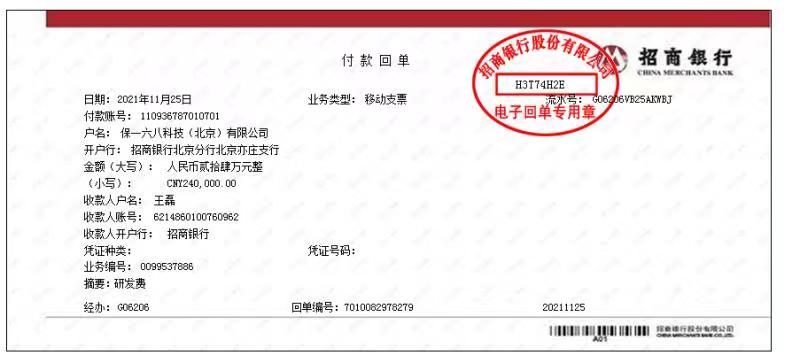 付款回单
招商银行
CHINA MERCHANTS BANK
招商银行股份有限公司
H3T74H2E
电子回单专用章
日期： 2021年11月25日 业务类型： 移动支票 流水号： G06206VB25AKWBJ
付款账号： 110936787010701
户名： 保一六八科技（北京）有限公司
开户行： 招商银行北京分行北京亦庄支行
金额（大写）： 人民币贰拾肆万元整
（小写）： CNY240,000.00
收款人户名： 王磊
收款人账号： 6214860100760962
收款人开户行： 招商银行
凭证种类： 凭证号码：
业务编号： 0099537886
摘要：研发费
经办： G06206 回单编号：7010082978279 20211125
招商银行股份有限公司
CHINA MERCHANTS BANK CO.,LTD.
A01